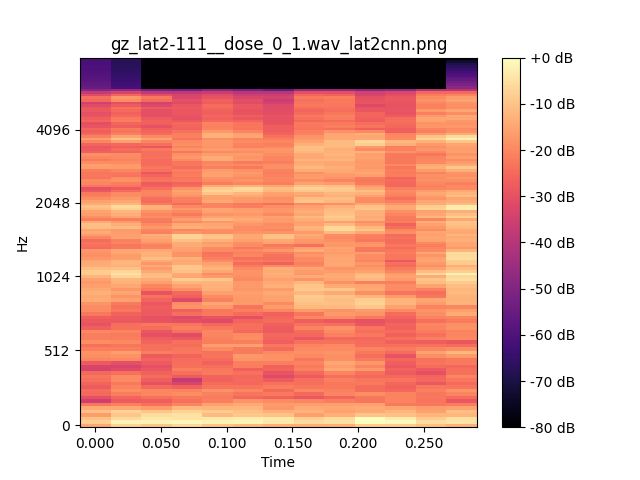 gz_lat2-111__dose_0_1.wav_lat2cnn.png
+0 dB
4096
-10 dB
-20 dB
2048
-30 dB
Hz
-40 dB
1024
-50 dB
-60 dB
512
-70 dB
0
-80 dB
0.000 0.050 0.100 0.150 0.200 0.250
Time